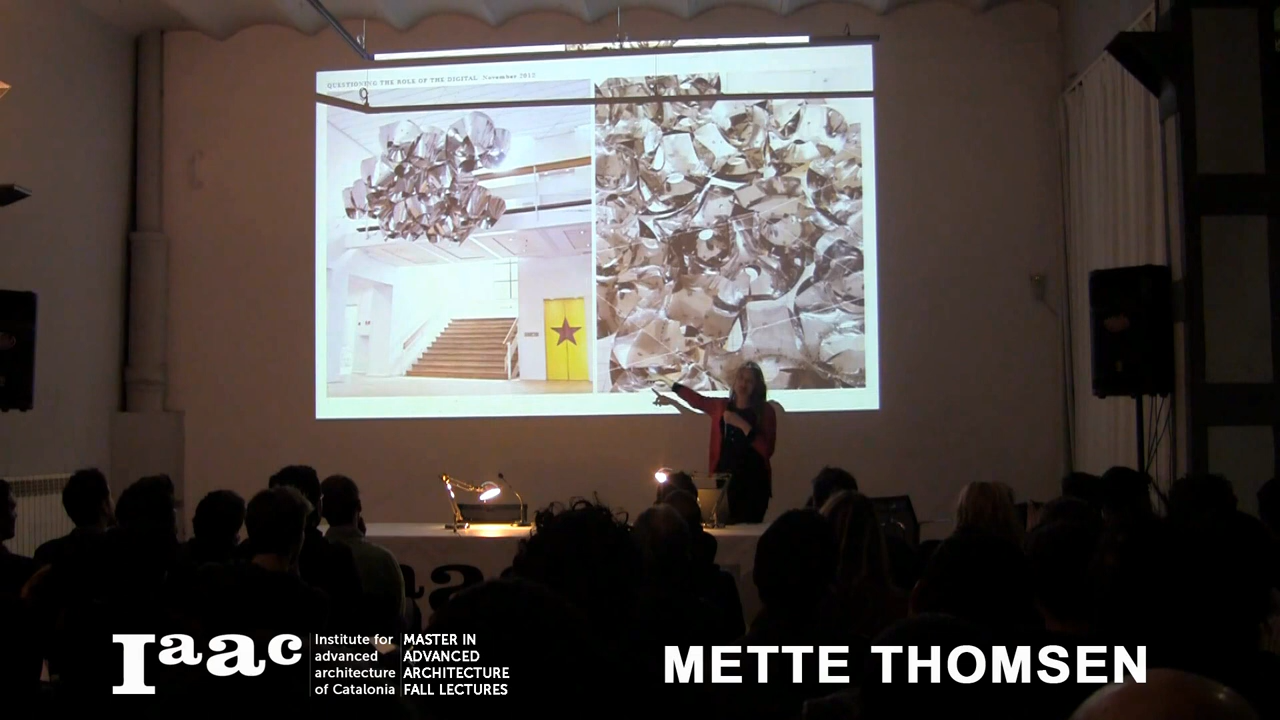 QUESTIONING THE ROLE OF THE DIGITAL November 2012
Iaac
Institute for
advanced
architecture
of Catalonia
MASTER IN
ADVANCED
ARCHITECTURE
FALL LECTURES
METTE THOMSEN